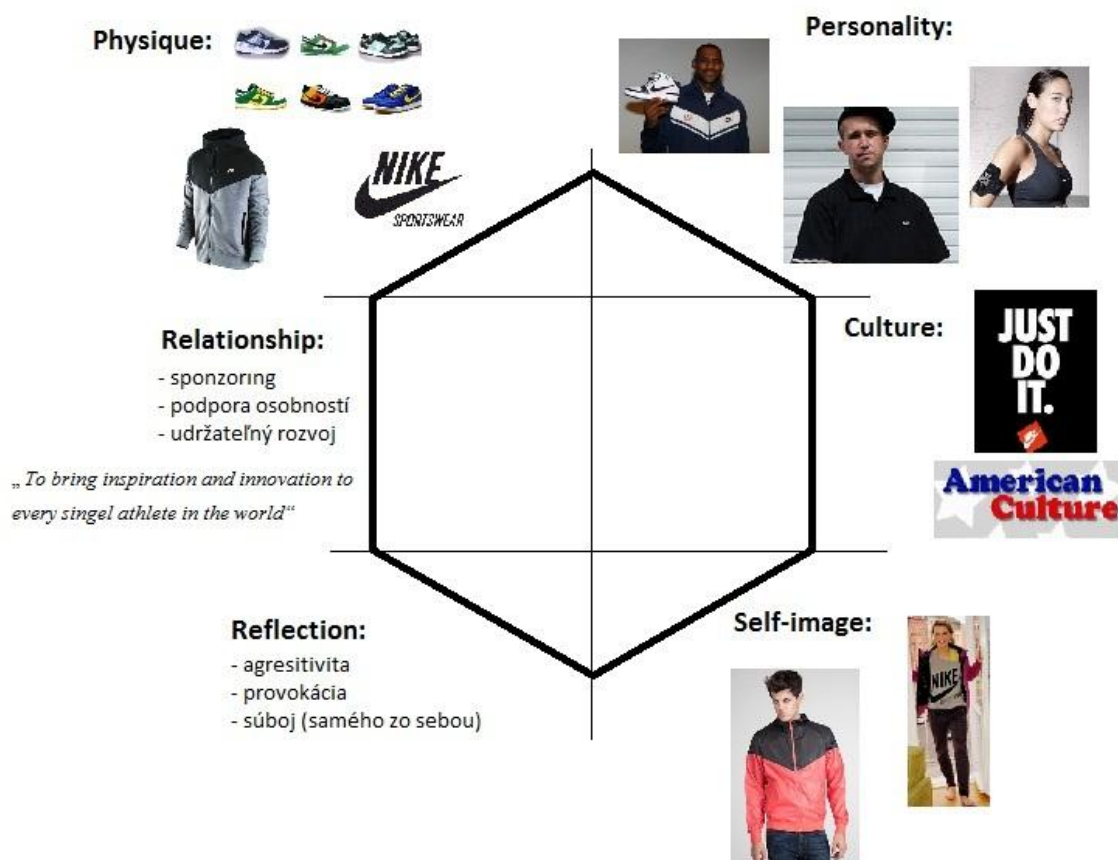 Physique:
NIKE
SPORTSWEAR
Personality:
Relationship:
- sponzoring
- podpora osobností
- udržateľný rozvoj
„ To bring inspiration and innovation to
every singel athlete in the world“
Culture:
JUST
DO
IT.
American
Culture
Reflection:
- agresitivita
- provokácia
- súboj (samého zo sebou)
Self-image:
NIKE